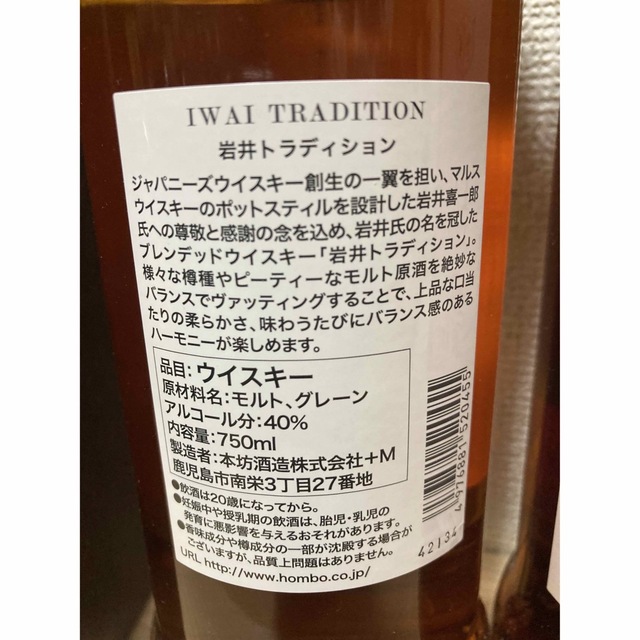 IWAI TRADITION
岩井トラディション
ジャパニーズウイスキー創生の一翼を担い、マルス
ウイスキーのポットスティルを設計した岩井喜一郎
氏への尊敬と感謝の念を込め、岩井氏の名を冠した
ブレンデッドウイスキー「岩井トラディション」。
様々な樽種やピーティーなモルト原酒を絶妙な
バランスでヴァッティングすることで、上品な口当
たりの柔らかさ、味わうたびにバランス感のある
ハーモニーが楽しめます。
品目：ウイスキー
原材料名：モルト、グレーン
アルコール分：40%
内容量：750ml
製造者：本坊酒造株式会社+M
鹿児島市南栄3丁目27番地
●飲酒は20歳になってから。
●妊娠中や授乳期の飲酒は、胎児・乳児の
発育に悪影響を与えるおそれがあります。
●香味成分や樽成分の一部が沈殿する場合が
ございますが、品質上問題はありません。
URL http://www.hombo.co.jp/
4 976881 520455
42134